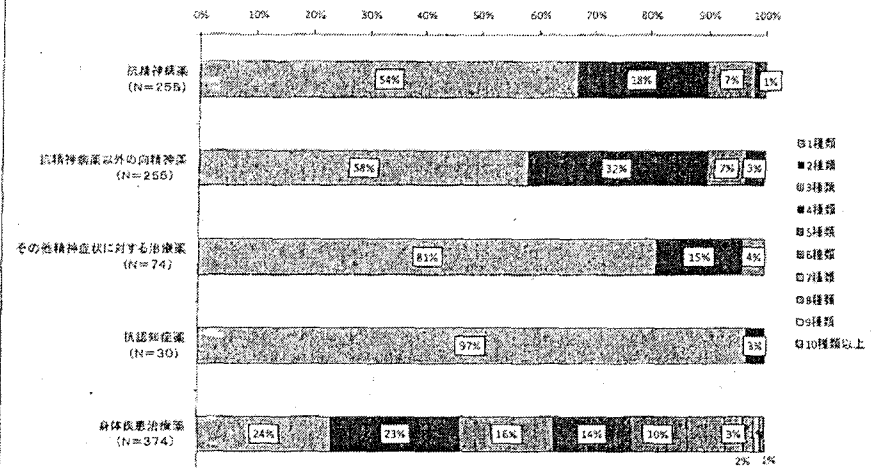 0% 10% 20% 30% 40% 50% 60% 70% 80% 90% 100%
抗精神病薬
(N=255)
54% 18% 7% 1%
抗精神病薬以外の向精神薬
(N=255)
58% 32% 7% 3%
その他精神症状に対する治療薬
(N=74)
81% 15% 4%
抗認知症薬
(N=30)
97% 3%
身体疾患治療薬
(N=374)
24% 23% 16% 14% 10% 3%
2% 1%
1種類
2種類
3種類
4種類
5種類
6種類
7種類
8種類
9種類
10種類以上